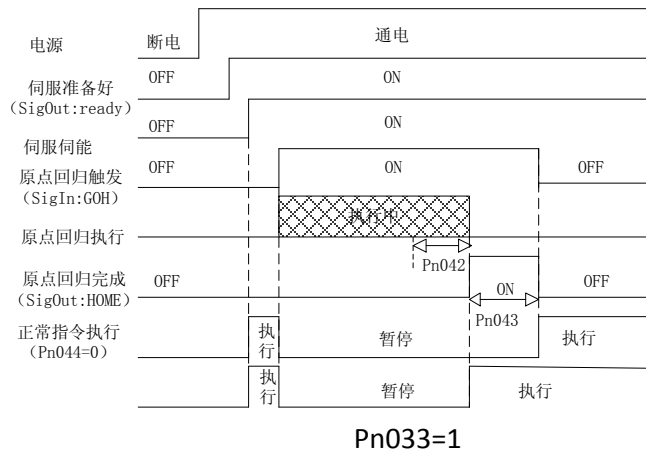 电源
断电
通电
伺服准备好
(SigOut:ready)
OFF
ON
伺服伺能
OFF
ON
原点回归触发
(SigIn:GOH)
OFF
ON
OFF
原点回归执行
执行中
Pn042
原点回归完成
(SigOut:HOME)
OFF
ON
OFF
Pn043
正常指令执行
(Pn044=0)
执行
暂停
执行
执行
暂停
执行
Pn033=1